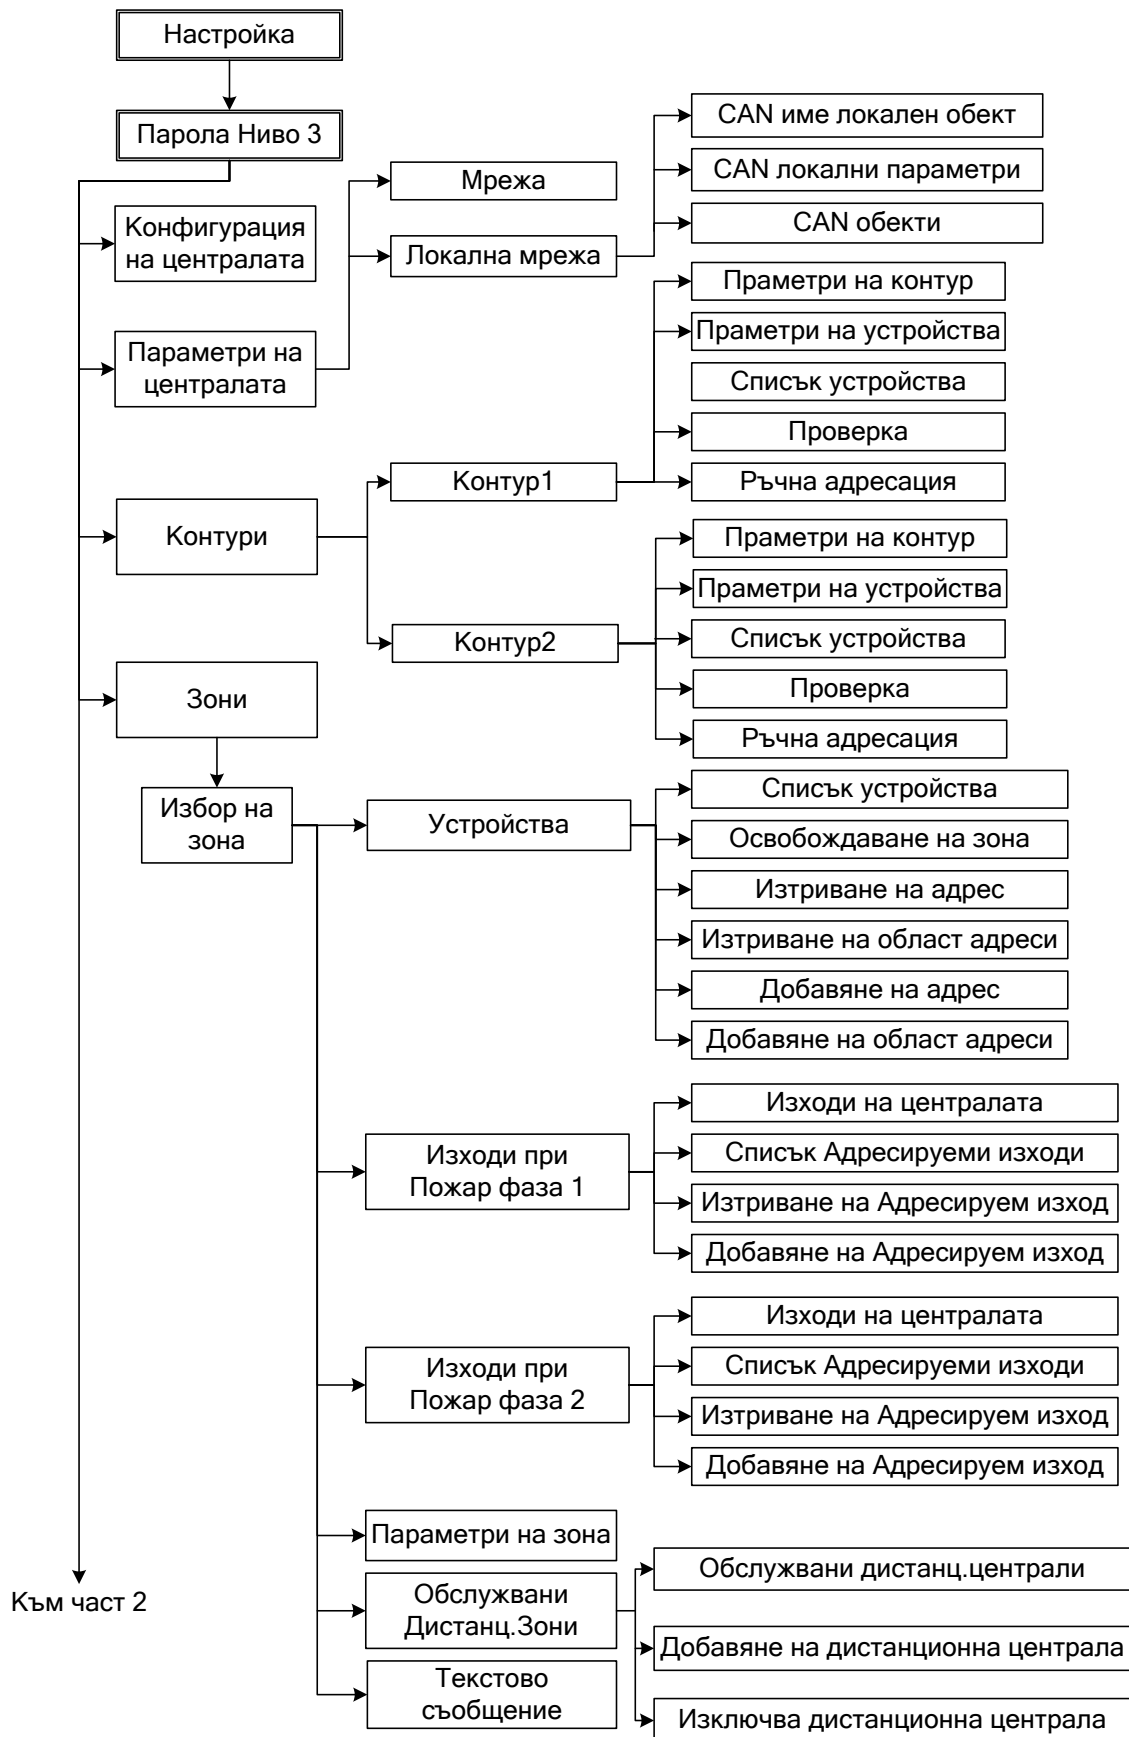 Настройка
Парола Ниво 3
Конфигурация
на централата
Параметри на
централата
Мрежа
Локална мрежа
CAN име локален обект
CAN локални параметри
CAN обекти
Контури
Контур1
Праметри на контур
Праметри на устройства
Списък устройства
Проверка
Ръчна адресация
Контур2
Праметри на контур
Праметри на устройства
Списък устройства
Проверка
Ръчна адресация
Зони
Избор на
зона
Устройства
Списък устройства
Освобождаване на зона
Изтриване на адрес
Изтриване на област адреси
Добавяне на адрес
Добавяне на област адреси
Изходи при
Пожар фаза 1
Изходи на централата
Списък Адресируеми изходи
Изтриване на Адресируем изход
Добавяне на Адресируем изход
Изходи при
Пожар фаза 2
Изходи на централата
Списък Адресируеми изходи
Изтриване на Адресируем изход
Добавяне на Адресируем изход
Параметри на зона
Обслужвани
Дистанц.Зони
Обслужвани дистанц.централи
Добавяне на дистанционна централа
Изключва дистанционна централа
Текстово
съобщение
Към част 2